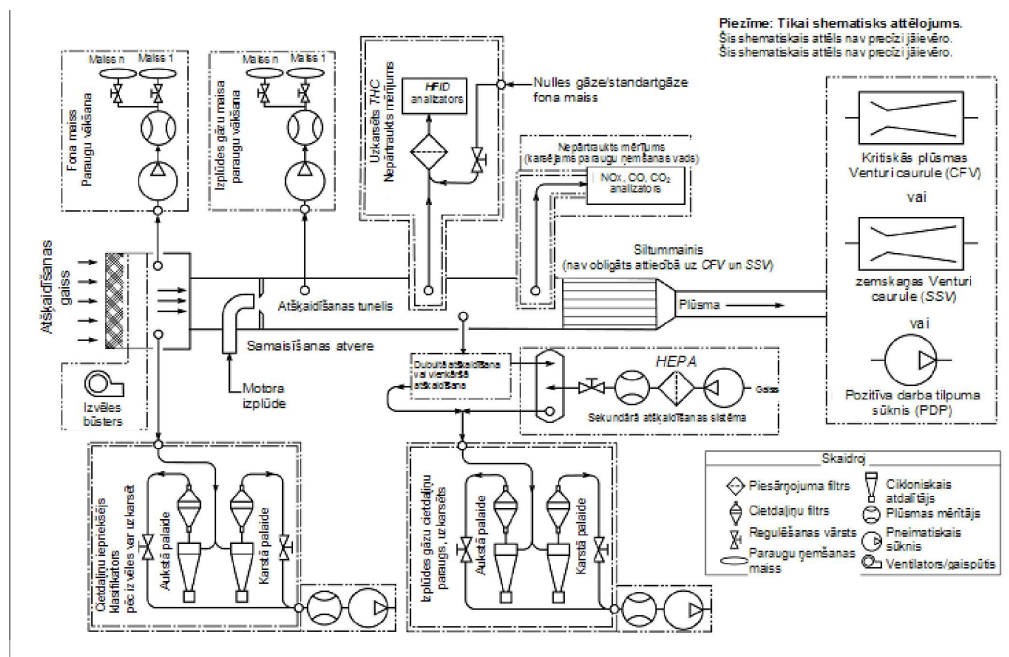 Piezīme: Tikai shematisks attēlojums.
Šis shematiskais attēls nav precīzi jāievēro.
Šis shematiskais attēls nav precīzi jāievēro.
Maiss n
Maiss 1
Fona maiss
Paraugu vākšana
Maiss n
Maiss 1
Izplūdes gāzu maisa
paraugu vākšana
Uzkarsēts THC
Nepārtraukts mērījums
HFID
analizators
Nulles gāze/standartgāze
fona maiss
Nepārtraukts mērījums
(karsējams paraugu ņemšanas vads)
NOx, CO, CO₂
analizators
Kritiskās plūsmas
Venturi caurule (CFV)
vai
zemskaņas Venturi
caurule (SSV)
vai
Pozitīva darba tilpuma
sūknis (PDP)
Atšķaidīšanas
gaiss
Atšķaidīšanas tunelis
Samaisīšanas atvere
Siltummainis
(nav obligāts attiecībā uz CFV un SSV)
Plūsma
Izvēles
būsters
Motora
izplūde
Dubultā atšķaidīšana
vai vienkāršā
atšķaidīšana
HEPA
Gaiss
Sekundārā atšķaidīšanas sistēma
Cietdaļiņu iepriekšējs
klasifikators
pēc izvēles var uzkarsēt
Aukstā palaide
Karstā palaide
Izplūdes gāzu cietdaļiņu
paraugs, uzkarsēts
Aukstā palaide
Karstā palaide
Skaidroj
Piesārņojuma filtrs
Cietdaļiņu filtrs
Regulēšanas vārsts
Paraugu ņemšanas
maiss
Cikloniskais
atdalītājs
Plūsmas mērītājs
Pneimatiskais
sūknis
Ventilators/gaispūtis